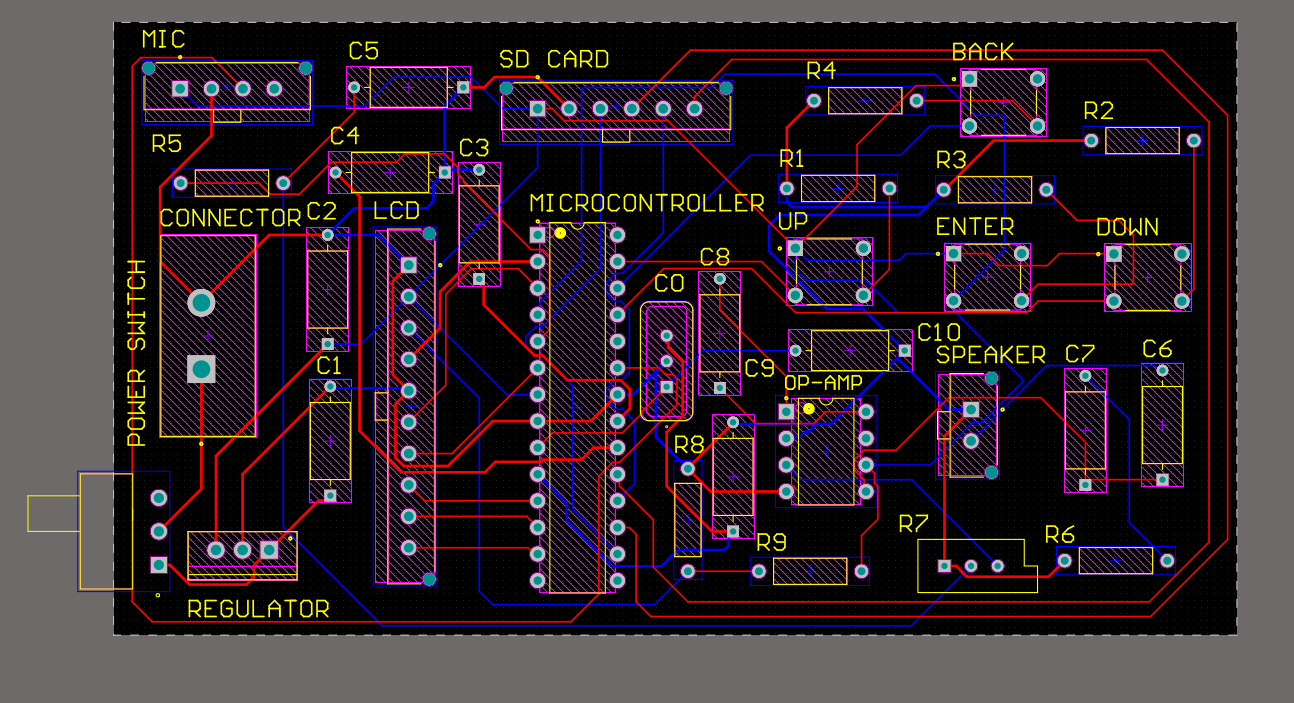 MIC
C5
SD CARD
BACK
R4
R2
R5
C4
C3
R1
R3
CONNECTOR
C2
LCD
MICROCONTROLLER
UP
ENTER
DOWN
POWER SWITCH
C8
CO
C10
SPEAKER
C7
C6
C1
C9
OP-AMP
R8
R7
R6
R9
REGULATOR